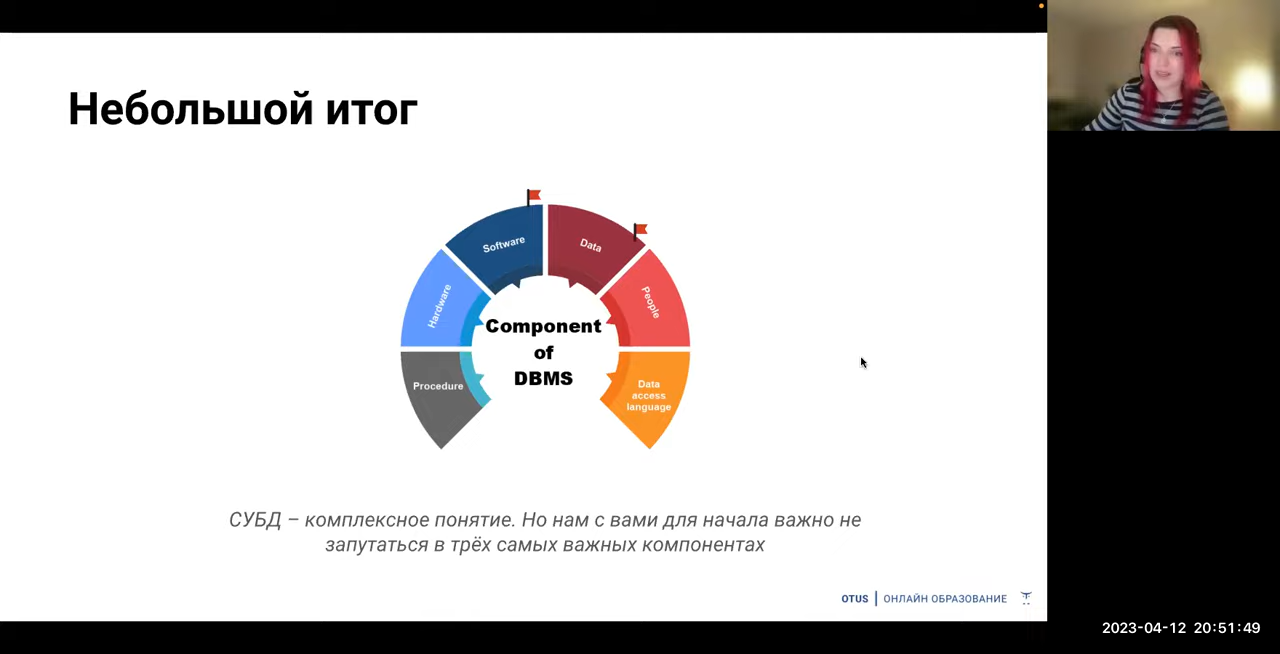 Небольшой итог
Software
Data
Hardware
People
Component
of
DBMS
Procedure
Data
access
language
СУБД – комплексное понятие. Но нам с вами для начала важно не
запутаться в трёх самых важных компонентах
OTUS | ОНЛАЙН ОБРАЗОВАНИЕ
2023-04-12 20:51:49